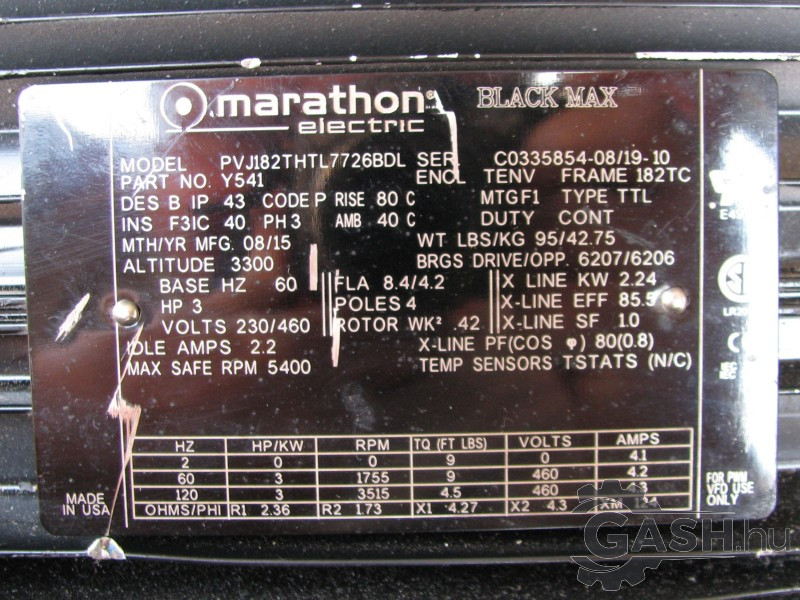 marathon® BLACK MAX
electric
MODEL PVJ182THTL7726BDL SER. C0335854-08/19-10
PART NO. Y541 ENCL TENV FRAME 182TC
DES B IP 43 CODE P RISE 80 C MTGF1 TYPE TTL
INS F3IC 40 PH 3 AMB 40 C DUTY CONT
MTH/YR MFG. 08/15 WT LBS/KG 95/42.75
ALTITUDE 3300 BRGS DRIVE/OPP. 6207/6206
BASE HZ 60 FLA 8.4/4.2 X LINE KW 2.24
HP 3 POLES 4 X-LINE EFF 85.5
VOLTS 230/460 ROTOR WK² .42 X-LINE SF 1.0
IDLE AMPS 2.2 X-LINE PF(COS φ) 80(0.8)
MAX SAFE RPM 5400 TEMP SENSORS TSTATS (N/C)
HZ HP/KW RPM TQ (FT LBS) VOLTS AMPS
2 0 0 9 0 4.1
60 3 1755 9 460 4.2
120 3 3515 4.5 460
OHMS/PHI R1 2.36 R2 1.73 X1 4.27 X2 4.3 XM
MADE
IN USA
FOR PWM
VFD USE
ONLY
GASH.hu